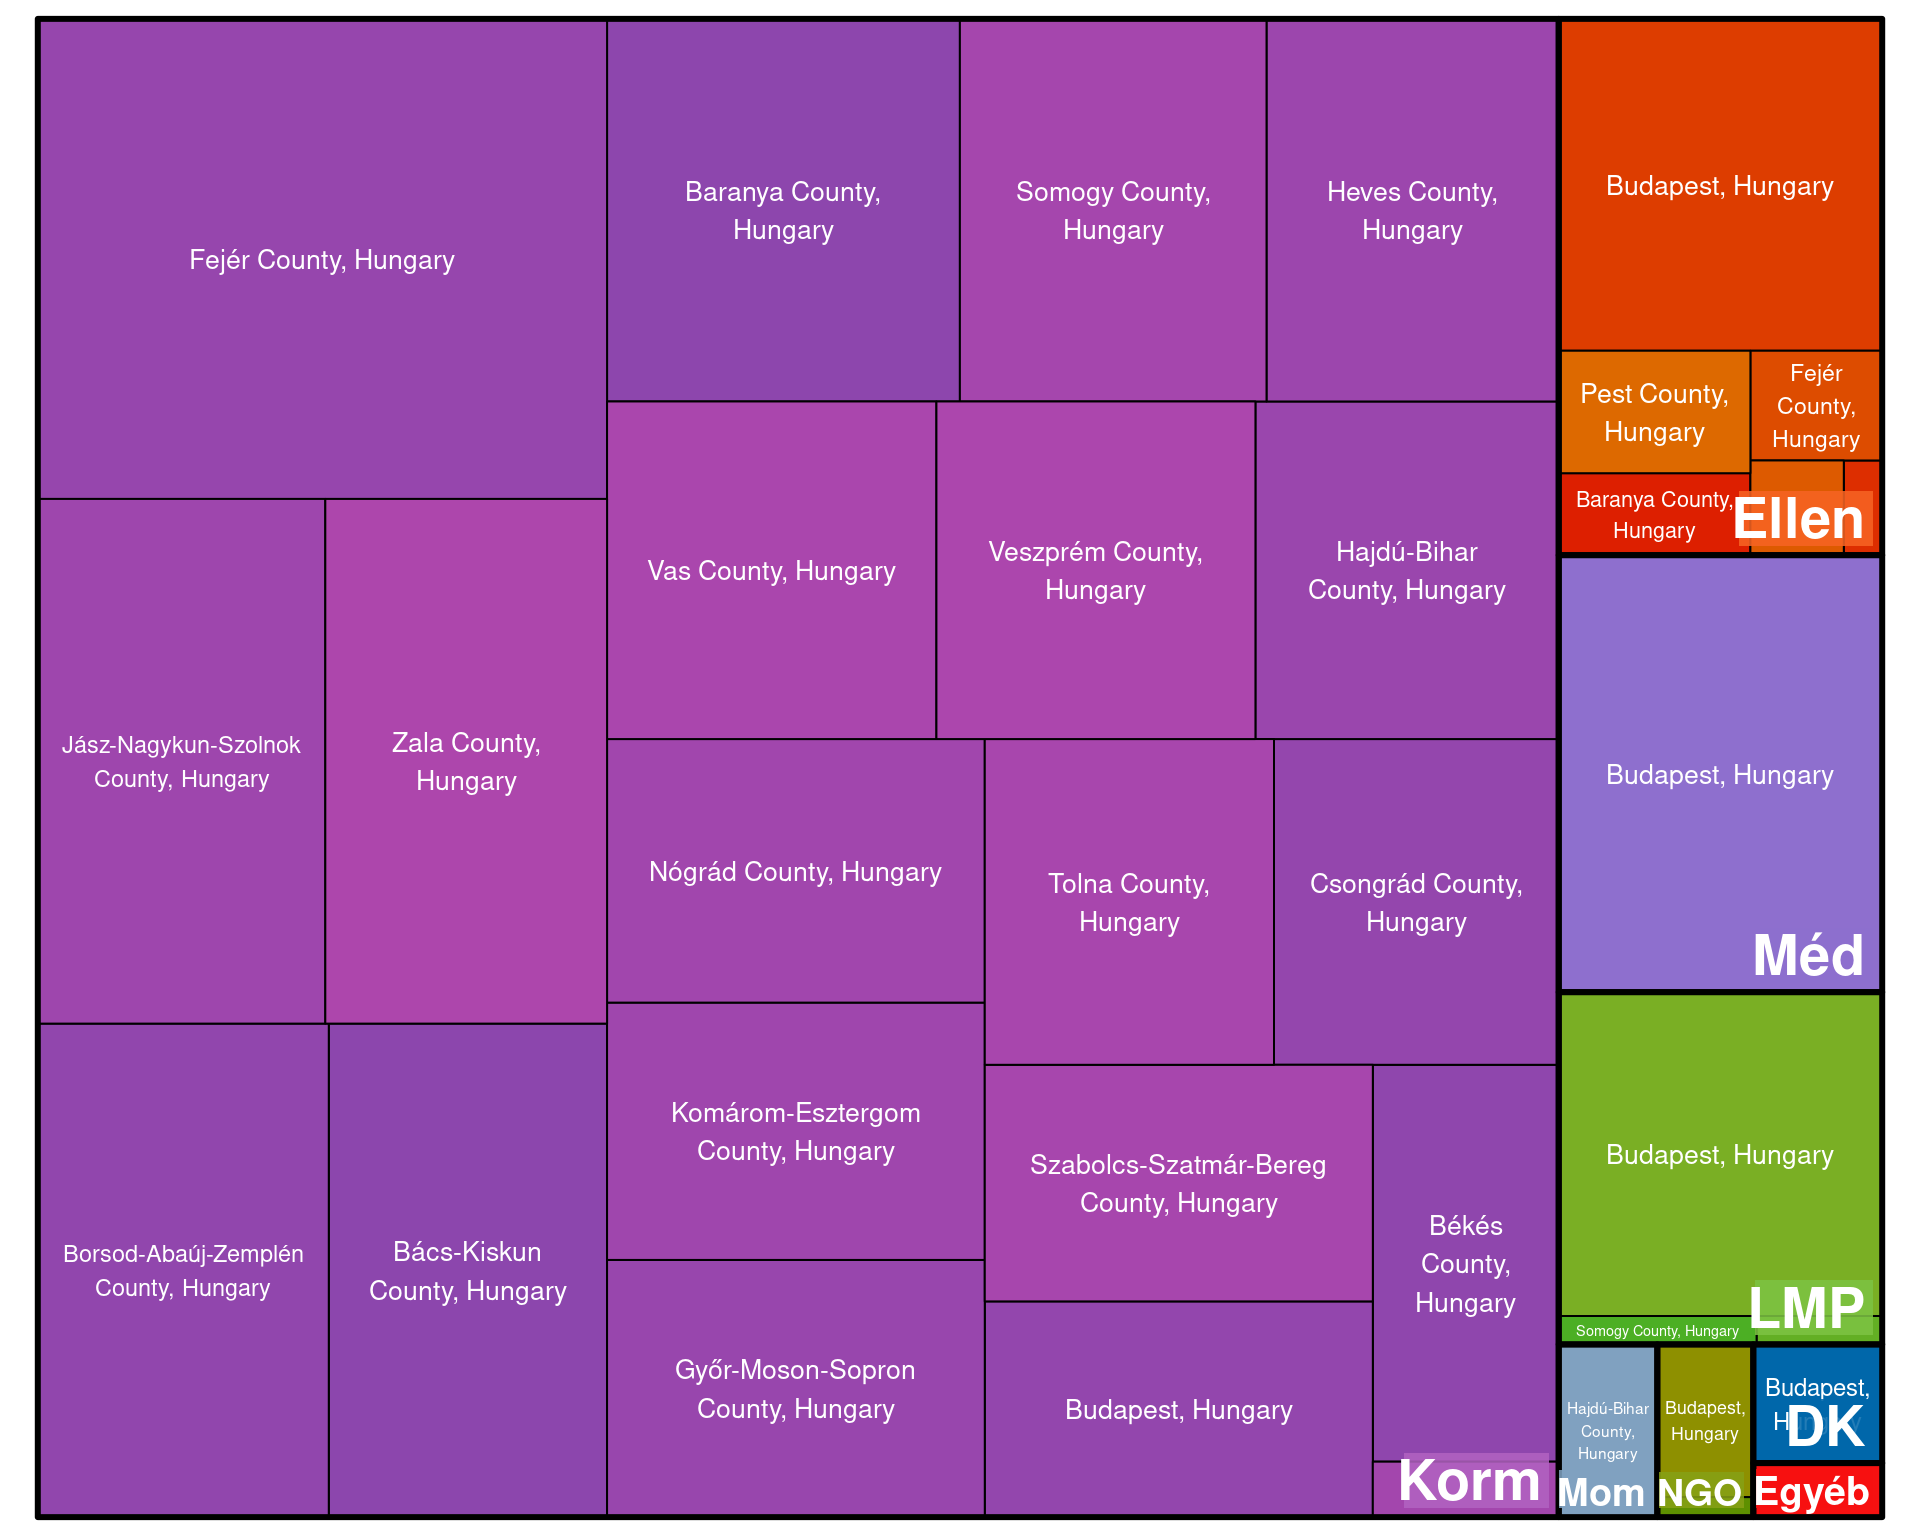 Fejér County, Hungary
Baranya County,
Hungary
Somogy County,
Hungary
Heves County,
Hungary
Vas County, Hungary
Veszprém County,
Hungary
Hajdú-Bihar
County, Hungary
Jász-Nagykun-Szolnok
County, Hungary
Zala County,
Hungary
Nógrád County, Hungary
Tolna County,
Hungary
Csongrád County,
Hungary
Borsod-Abaúj-Zemplén
County, Hungary
Bács-Kiskun
County, Hungary
Komárom-Esztergom
County, Hungary
Győr-Moson-Sopron
County, Hungary
Szabolcs-Szatmár-Bereg
County, Hungary
Budapest, Hungary
Békés
County,
Hungary
Korm
Budapest, Hungary
Pest County,
Hungary
Fejér
County,
Hungary
Baranya County,
Hungary
Ellen
Budapest, Hungary
Méd
Budapest, Hungary
Somogy County, Hungary
LMP
Hajdú-Bihar
County,
Hungary
Mom
Budapest,
Hungary
NGO
Budapest,
Hungary
DK
Egyéb